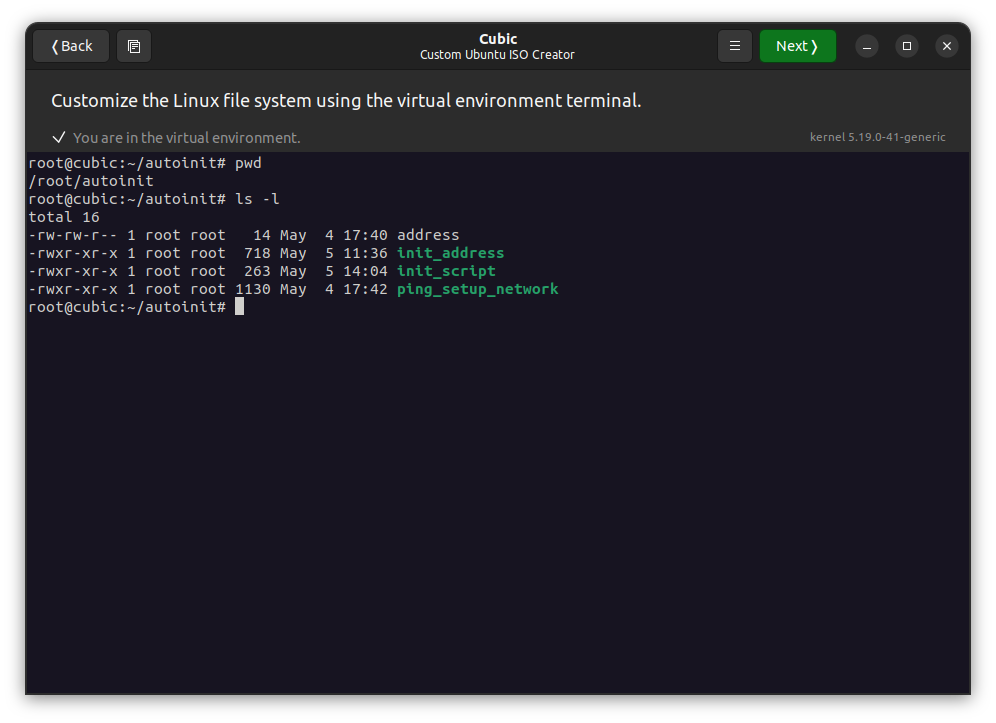 ❬Back
Cubic
Custom Ubuntu ISO Creator
Next❭
Customize the Linux file system using the virtual environment terminal.
You are in the virtual environment.
kernel 5.19.0-41-generic
root@cubic:~/autoinit# pwd
/root/autoinit
root@cubic:~/autoinit# ls -l
total 16
-rw-rw-r-- 1 root root   14 May  4 17:40 address
-rwxr-xr-x 1 root root  718 May  5 11:36 init_address
-rwxr-xr-x 1 root root  263 May  5 14:04 init_script
-rwxr-xr-x 1 root root 1130 May  4 17:42 ping_setup_network
root@cubic:~/autoinit#